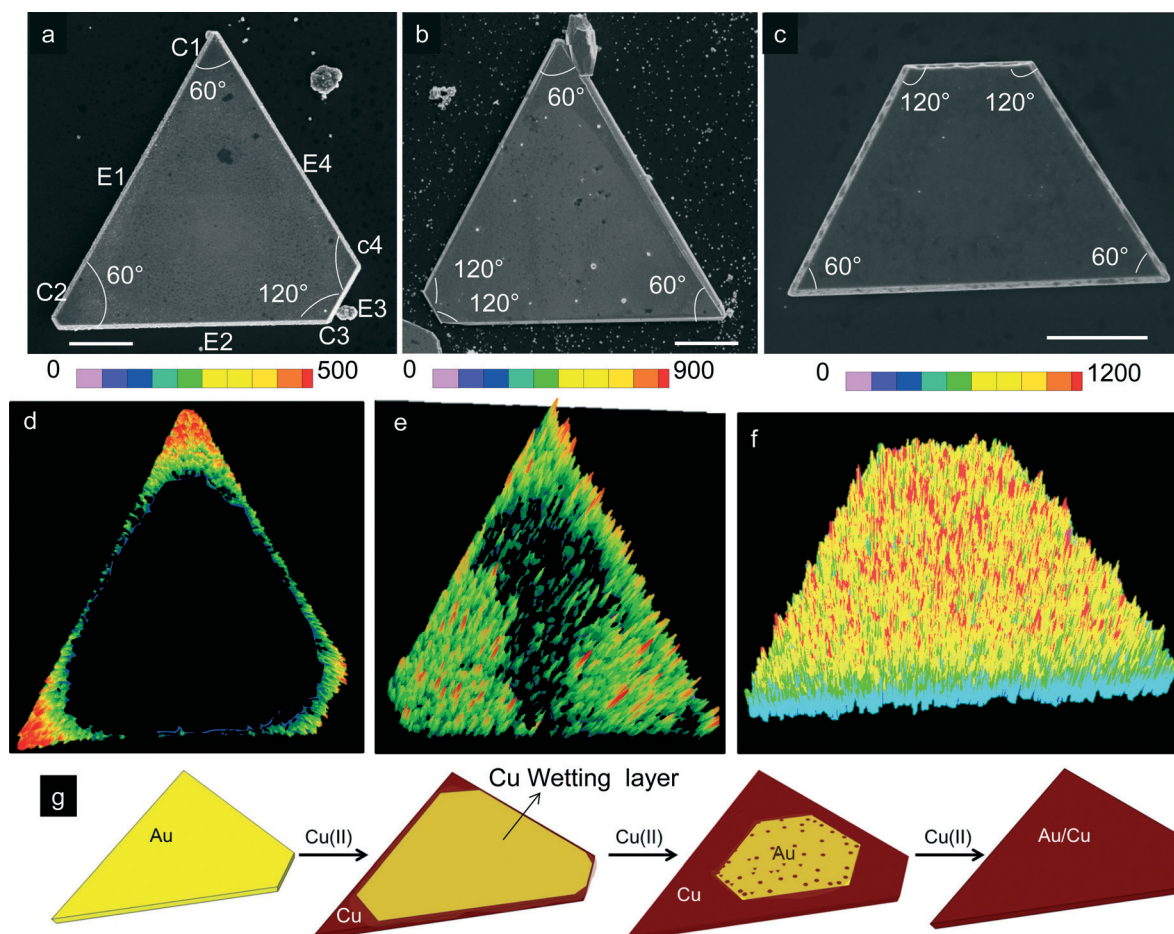 a
C1
60°
E1
E4
C4
60°
120°
C2
E3
E2
C3
b
60°
120°
120°
60°
c
120°
120°
60°
60°
0
500
0
900
0
1200
d
e
f
g
Cu Wetting layer
Au
Cu(II)
Cu
Cu(II)
Au
Cu
Cu(II)
Au/Cu